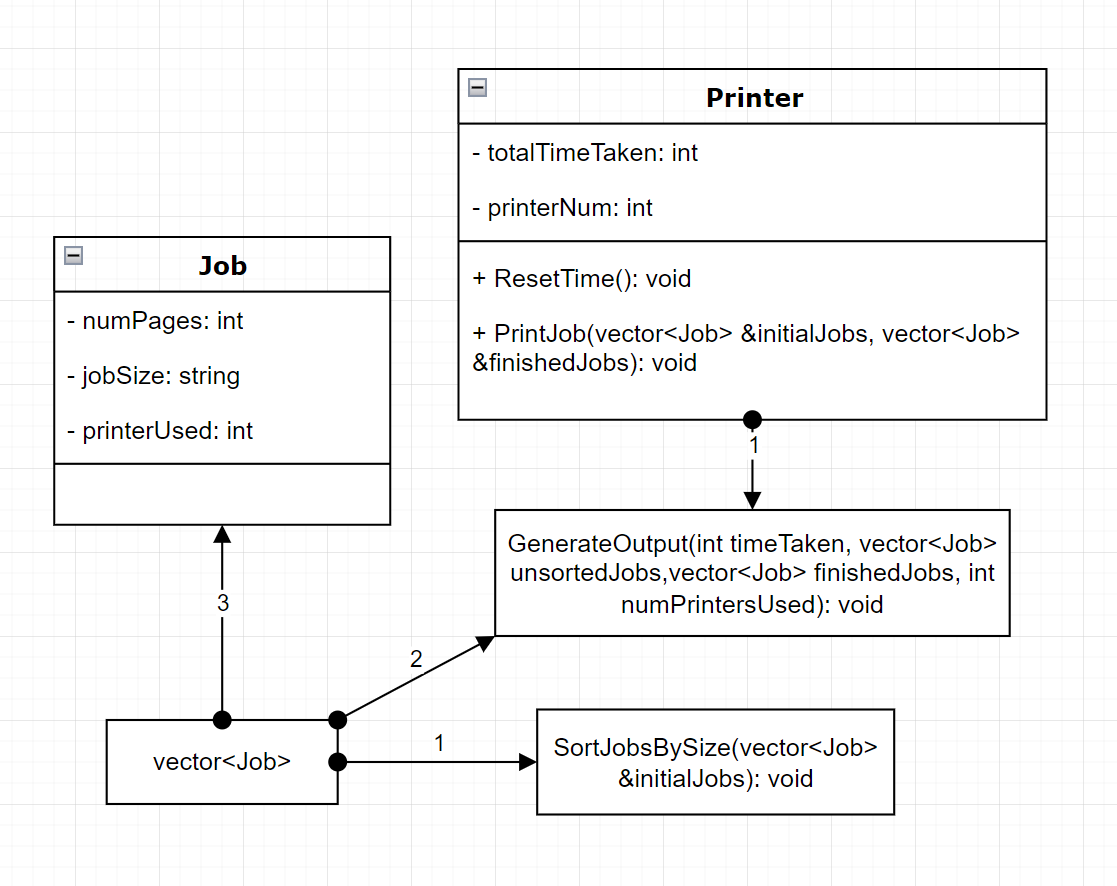 Printer
- totalTimeTaken: int
- printerNum: int
+ ResetTime(): void
+ PrintJob(vector<Job> &initialJobs, vector<Job>
&finishedJobs): void
Job
- numPages: int
- jobSize: string
- printerUsed: int
1
GenerateOutput(int timeTaken, vector<Job>
unsortedJobs,vector<Job> finishedJobs, int
numPrintersUsed): void
3
2
1
vector<Job>
SortJobsBySize(vector<Job>
&initialJobs): void